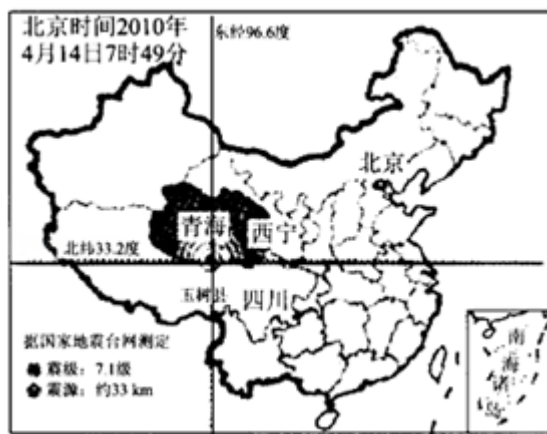 北京时间2010年
4月14日7时49分
东经96.6度
北京
青海
西宁
北纬33.2度
玉树县
四川
据国家地震台网测定
震级：7.1级
震源：约33 km
南
海
诸
岛